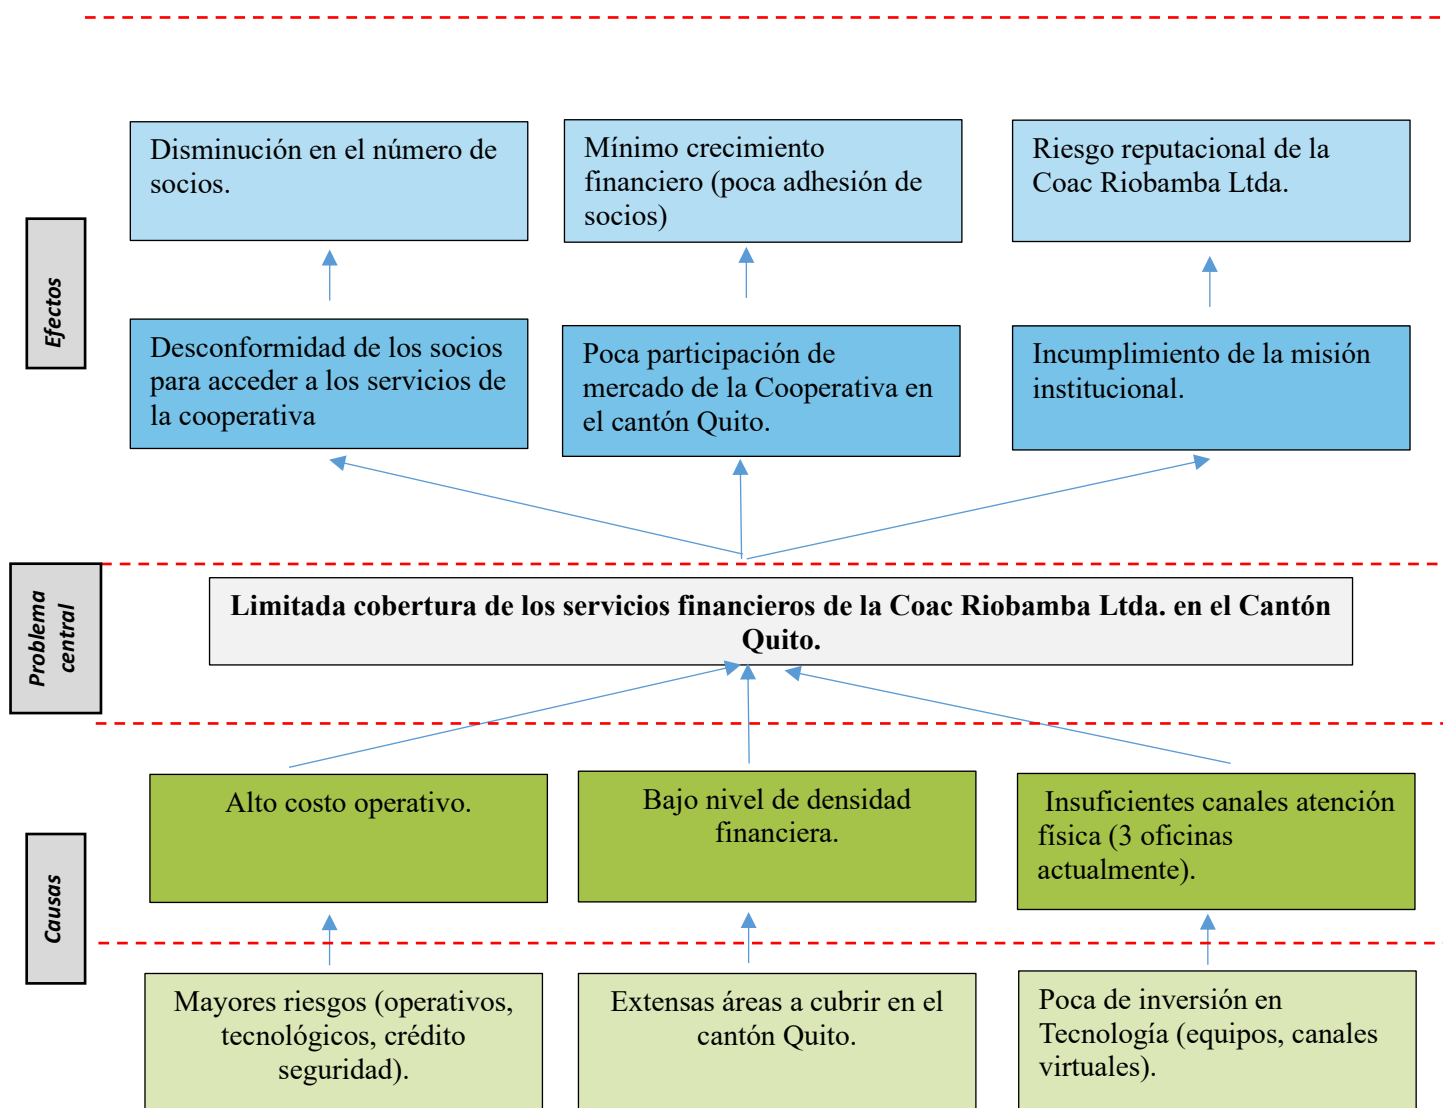 Disminución en el número de
socios.
Mínimo crecimiento
financiero (poca adhesión de
socios)
Riesgo reputacional de la
Coac Riobamba Ltda.
Efectos
Desconformidad de los socios
para acceder a los servicios de
la cooperativa
Poca participación de
mercado de la Cooperativa en
el cantón Quito.
Incumplimiento de la misión
institucional.
Problema
central
Limitada cobertura de los servicios financieros de la Coac Riobamba Ltda. en el Cantón
Quito.
Causas
Alto costo operativo.
Bajo nivel de densidad
financiera.
Insuficientes canales atención
física (3 oficinas
actualmente).
Mayores riesgos (operativos,
tecnológicos, crédito
seguridad).
Extensas áreas a cubrir en el
cantón Quito.
Poca de inversión en
Tecnología (equipos, canales
virtuales).